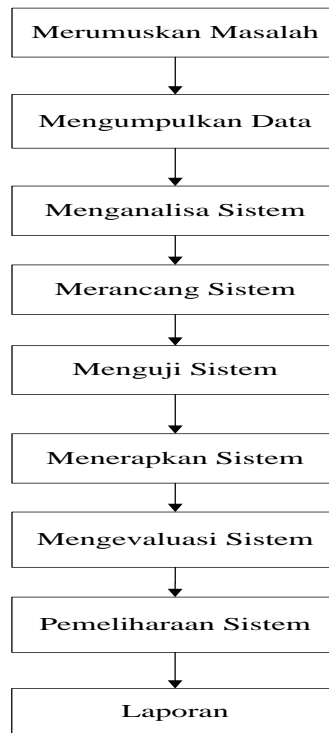 Merumuskan Masalah
Mengumpulkan Data
Menganalisa Sistem
Merancang Sistem
Menguji Sistem
Menerapkan Sistem
Mengevaluasi Sistem
Pemeliharaan Sistem
Laporan